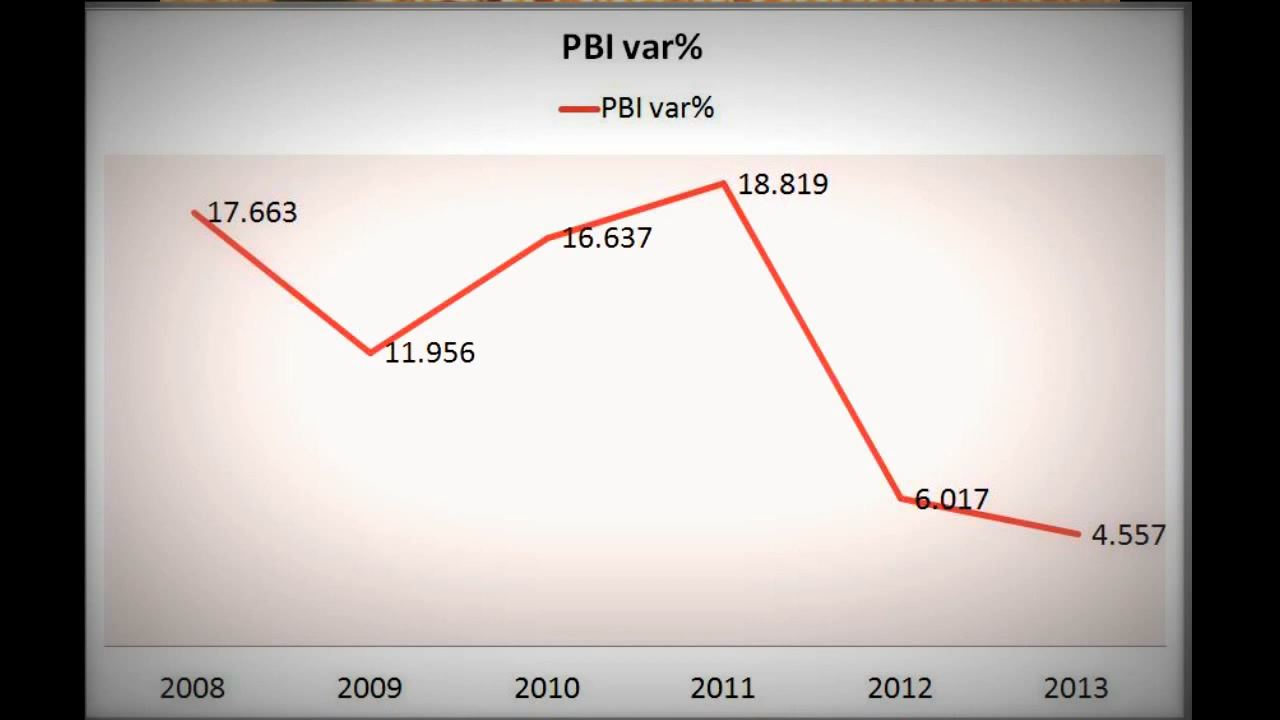 PBI var%
PBI var%
17.663
18.819
16.637
11.956
6.017
4.557
2008 2009 2010 2011 2012 2013